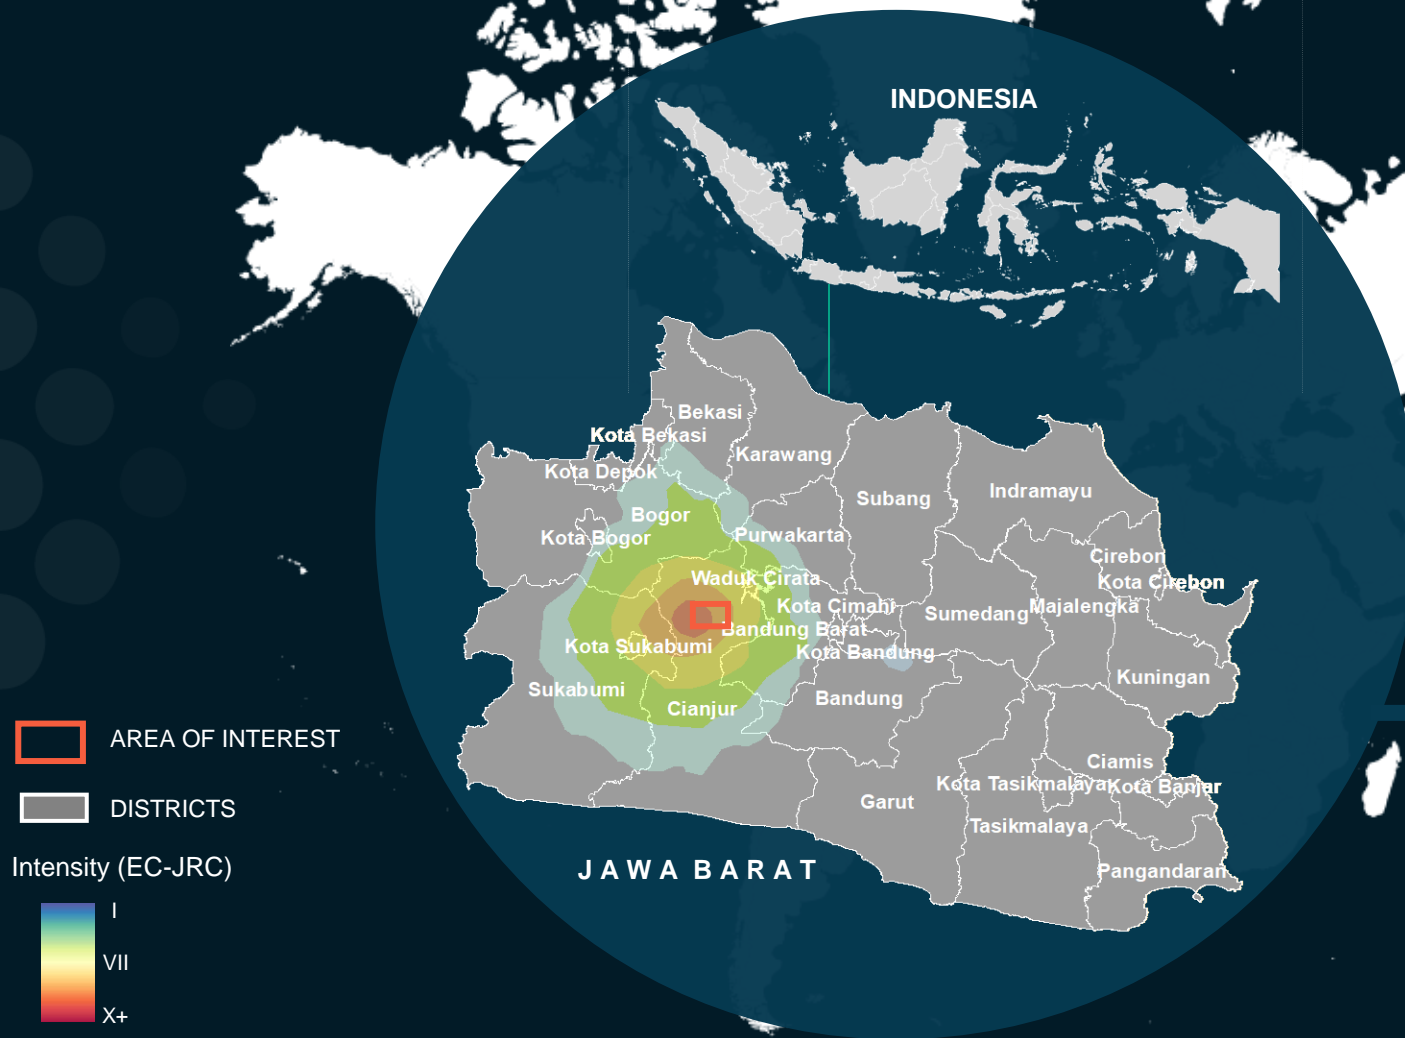 INDONESIA
Bekasi
Kota Bekasi
Karawang
Kota Depok
Subang
Indramayu
Bogor
Kota Bogor
Purwakarta
Cirebon
Waduk Cirata
Kota Cirebon
Kota Cimahi
Sumedang
Majalengka
Bandung Barat
Kota Sukabumi
Kota Bandung
Kuningan
Sukabumi
Bandung
Cianjur
AREA OF INTEREST
Ciamis
Kota Tasikmalaya
Kota Banjar
Garut
DISTRICTS
Tasikmalaya
JAWA BARAT
Pangandaran
Intensity (EC-JRC)
I
VII
X+